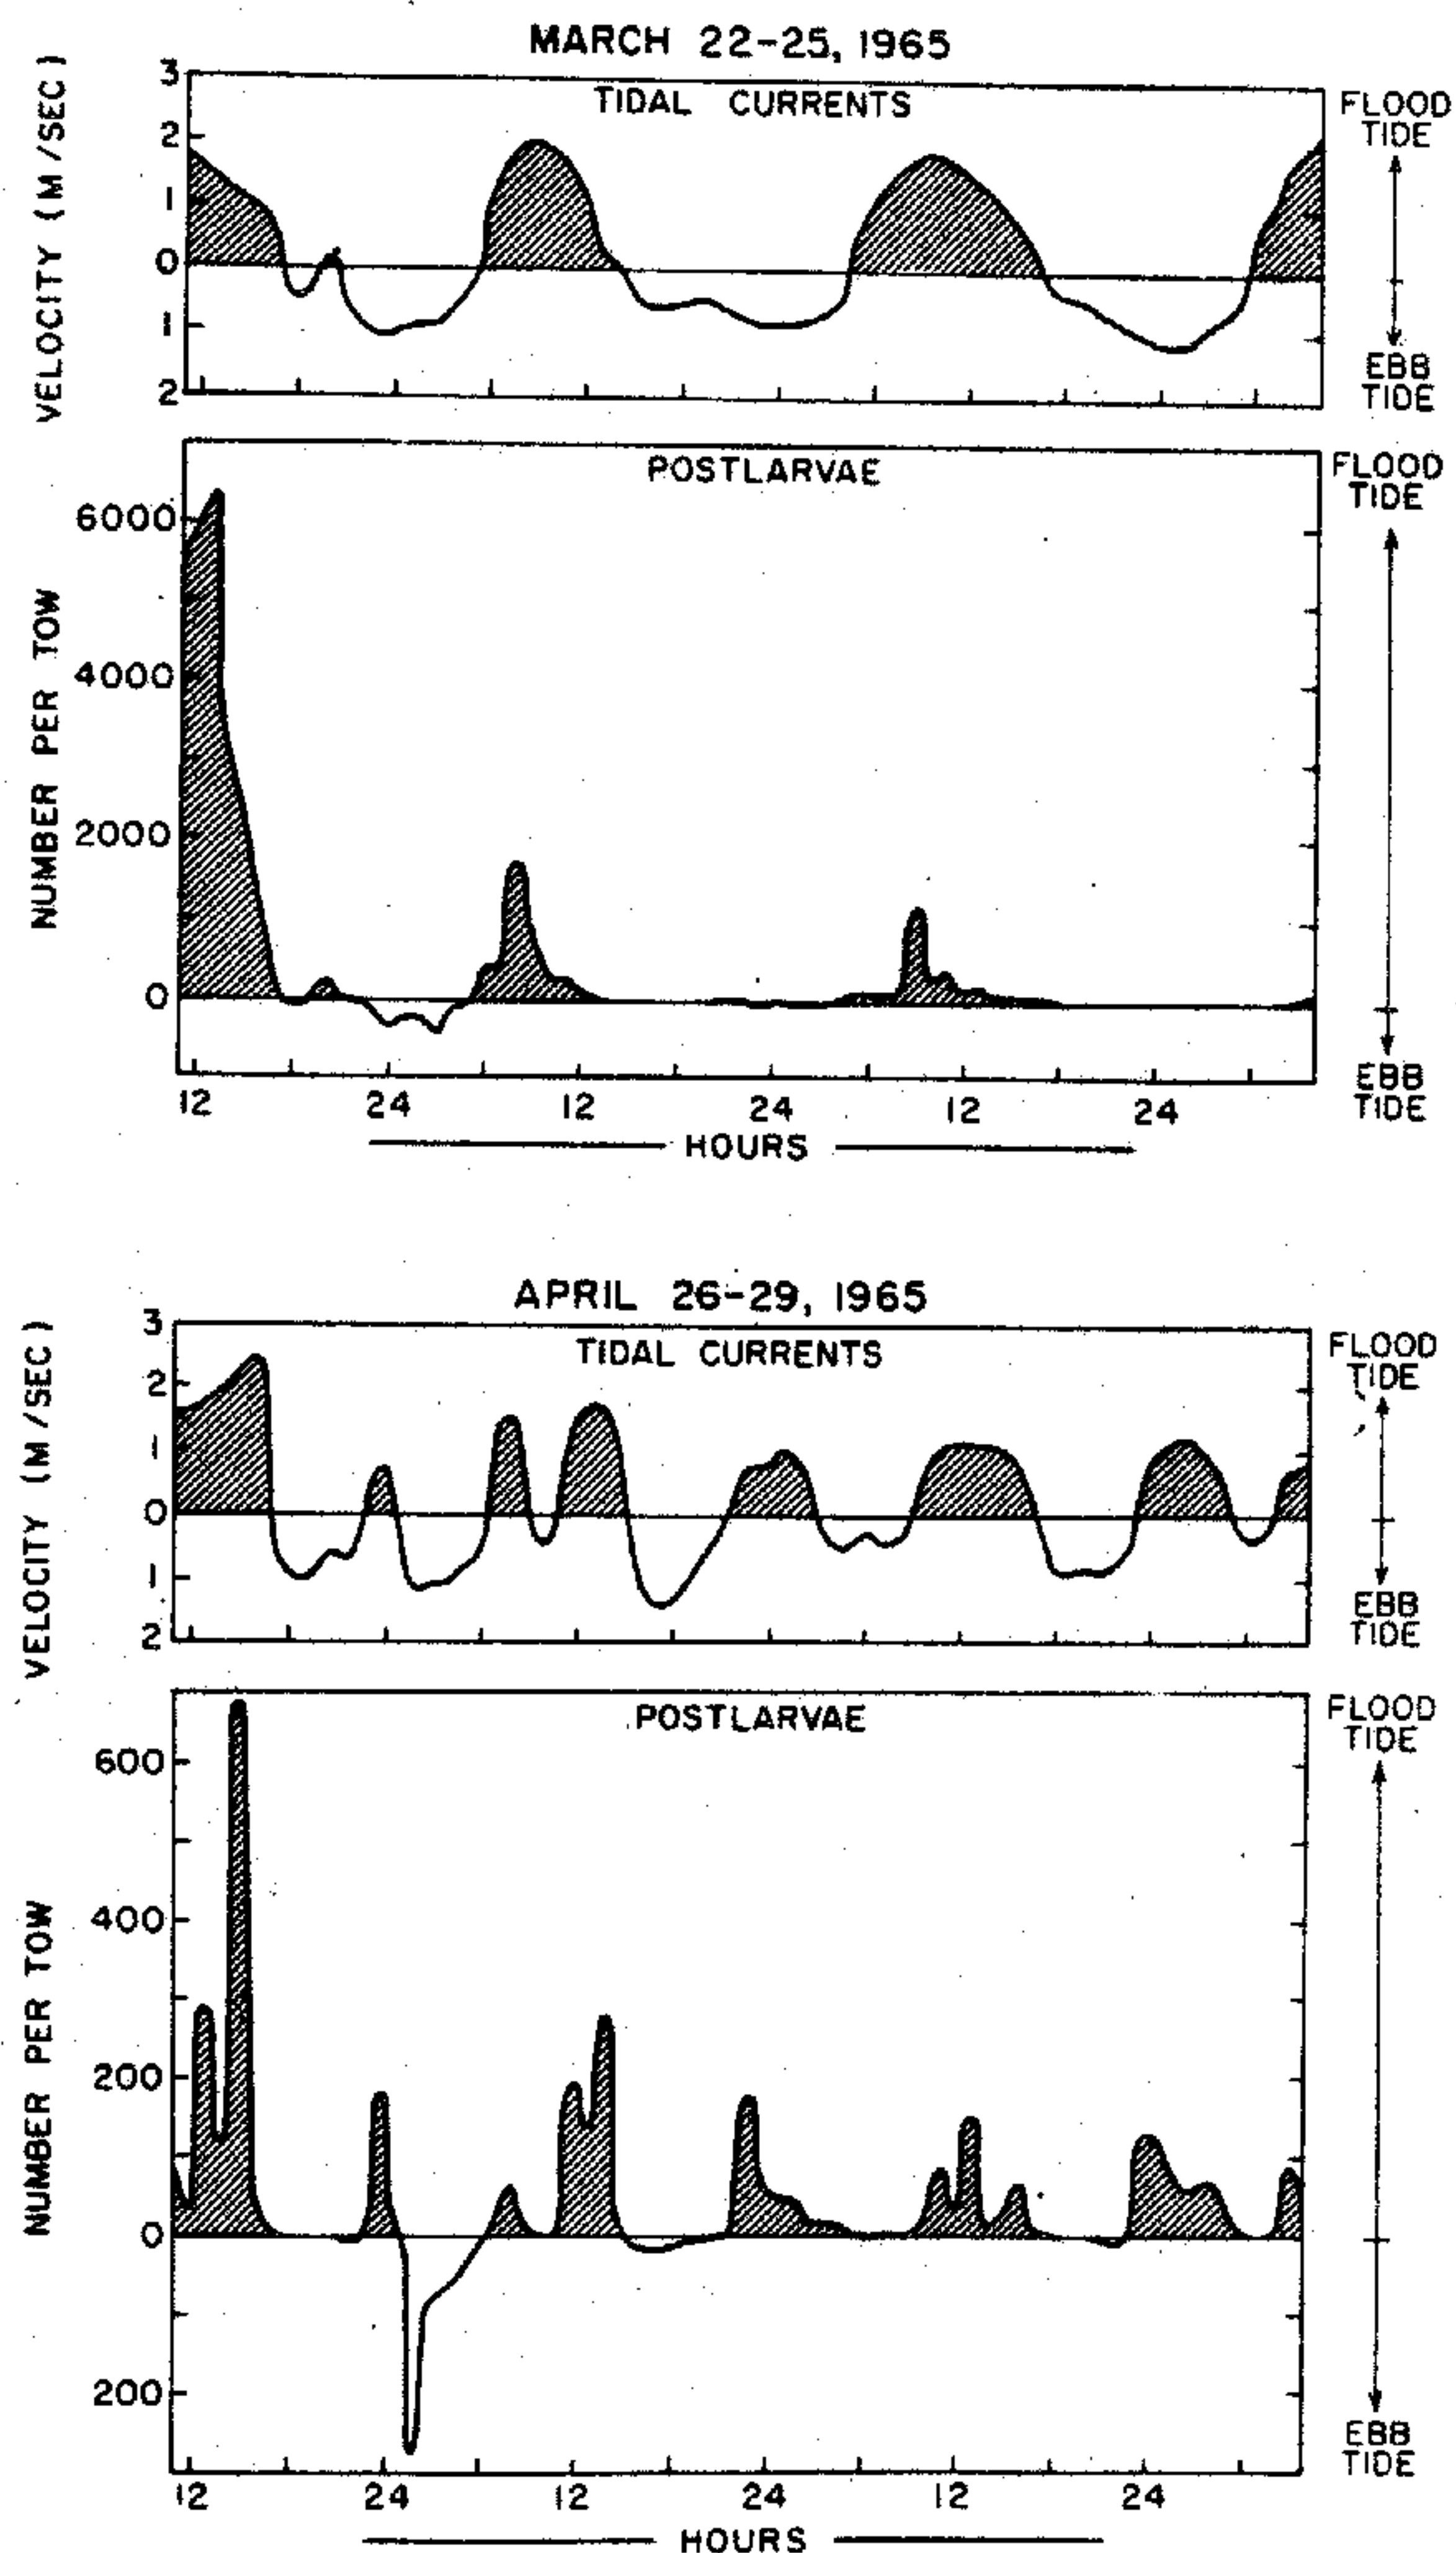 MARCH 22-25, 1965
TIDAL CURRENTS
VELOCITY (M/SEC)
3
2
1
0
1
2
FLOOD
TIDE
EBB
TIDE
POSTLARVAE
NUMBER PER TOW
6000
4000
2000
0
FLOOD
TIDE
EBB
TIDE
12 24 12 24 12 24
HOURS
APRIL 26-29, 1965
TIDAL CURRENTS
VELOCITY (M/SEC)
3
2
1
0
1
2
FLOOD
TIDE
EBB
TIDE
POSTLARVAE
NUMBER PER TOW
600
400
200
0
200
FLOOD
TIDE
EBB
TIDE
12 24 12 24 12 24
HOURS